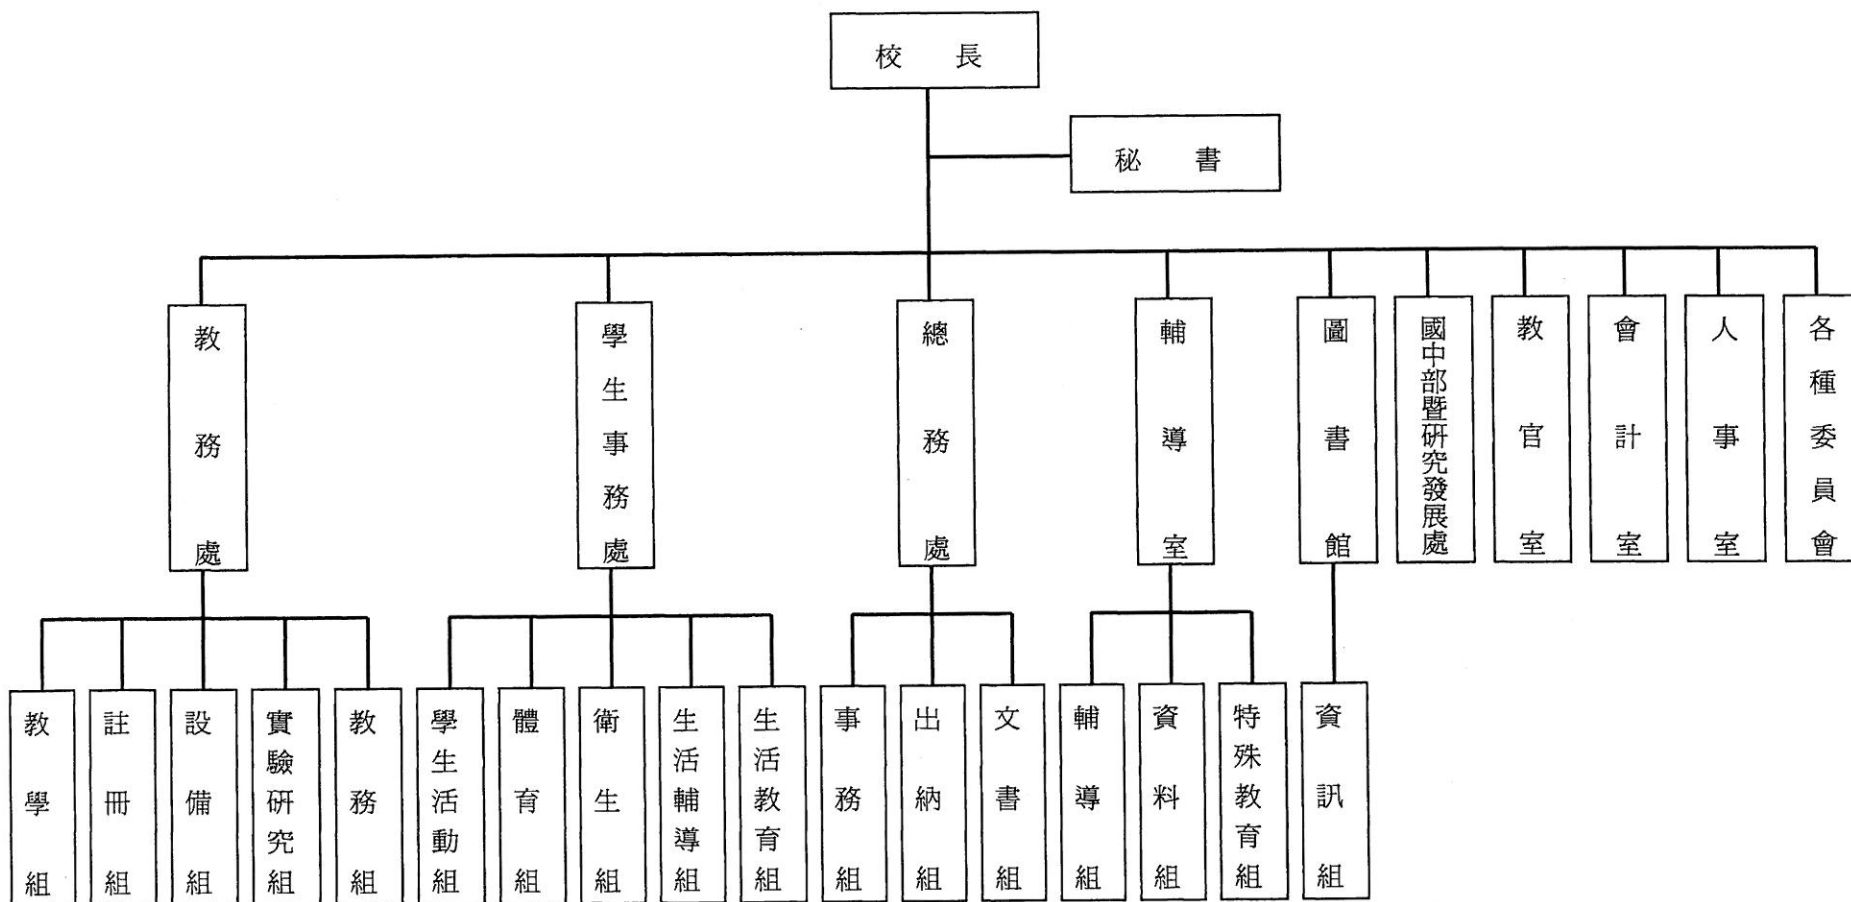 校長
秘書
教務處
學生事務處
總務處
輔導室
圖書館
國中部暨研究發展處
教官室
會計室
人事室
各種委員會
教學組
註冊組
設備組
實驗研究組
教務組
學生活動組
體育組
衛生組
生活輔導組
生活教育組
事務組
出納組
文書組
輔導組
資料組
特殊教育組
資訊組